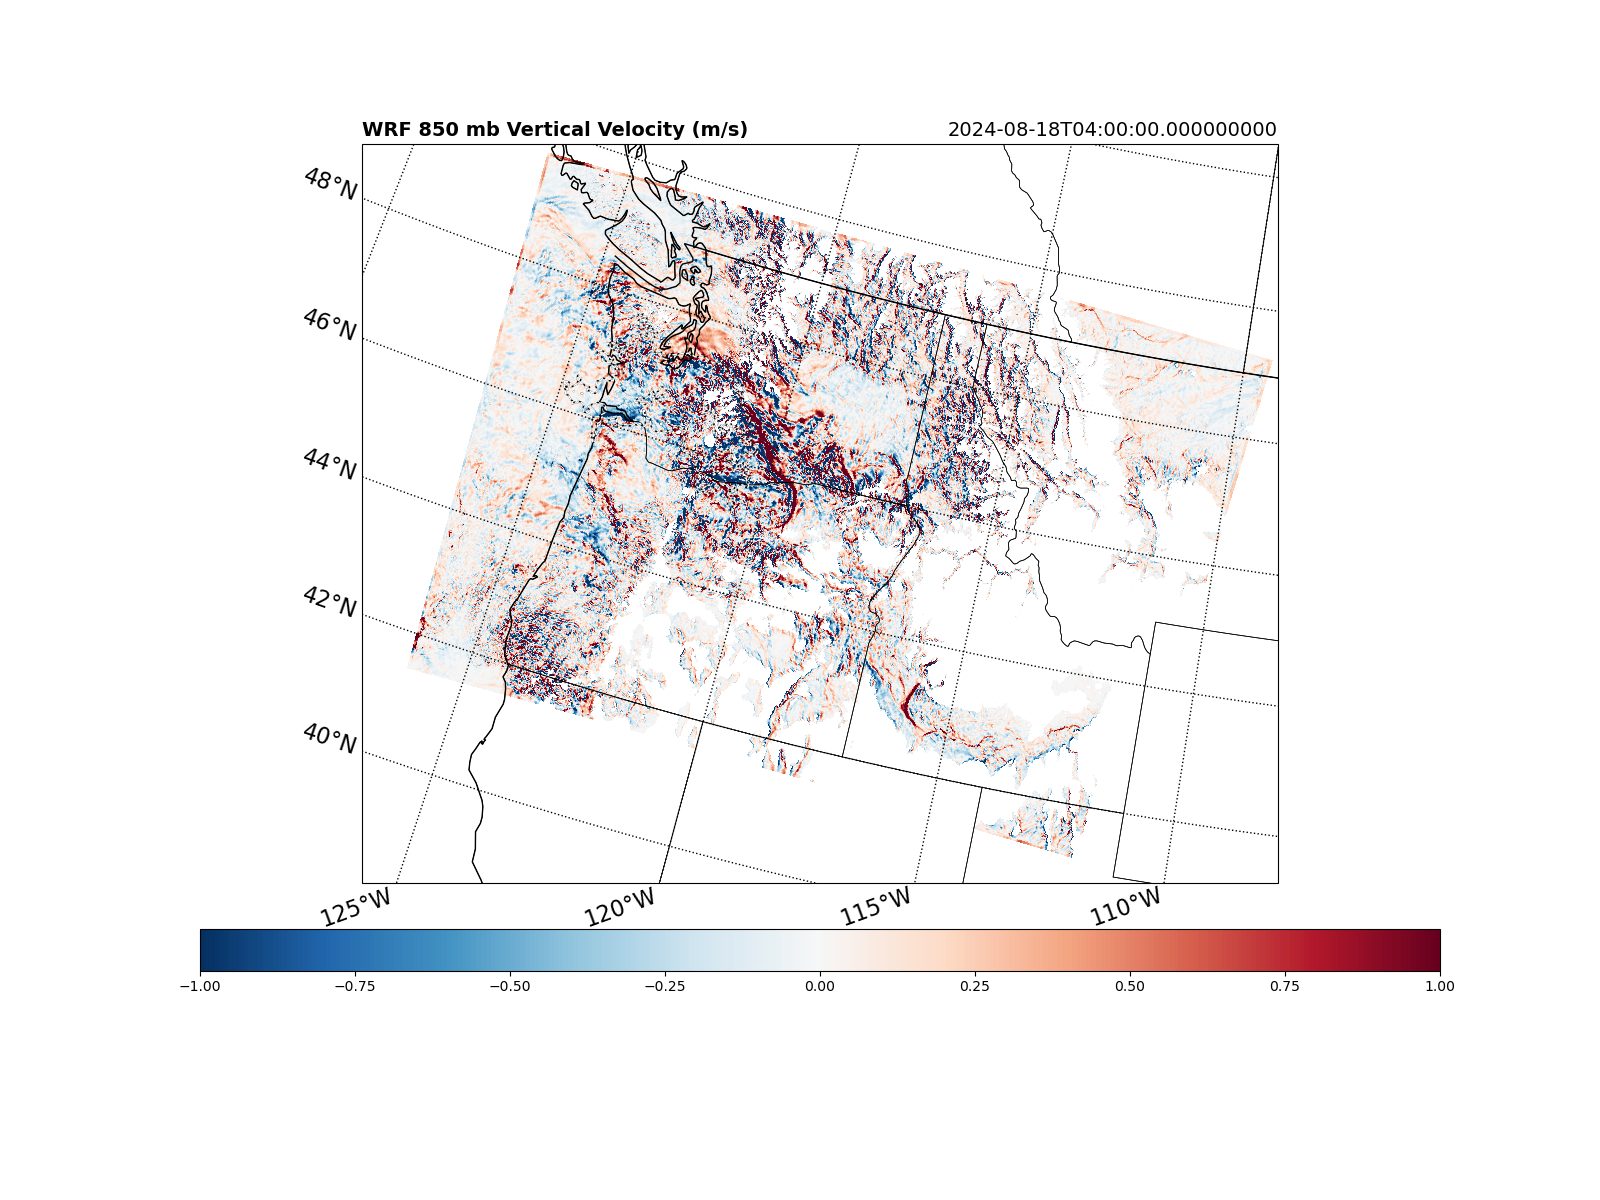 WRF 850 mb Vertical Velocity (m/s) 2024-08-18T04:00:00.000000000
48°N
46°N
44°N
42°N
40°N
125°W 120°W 115°W 110°W
−1.00 −0.75 −0.50 −0.25 0.00 0.25 0.50 0.75 1.00